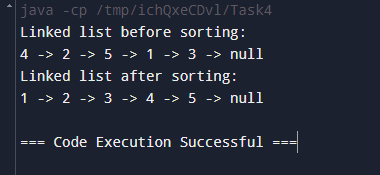 java -cp /tmp/ichQxeCDvl/Task4
Linked list before sorting:
4 -> 2 -> 5 -> 1 -> 3 -> null
Linked list after sorting:
1 -> 2 -> 3 -> 4 -> 5 -> null
=== Code Execution Successful ===